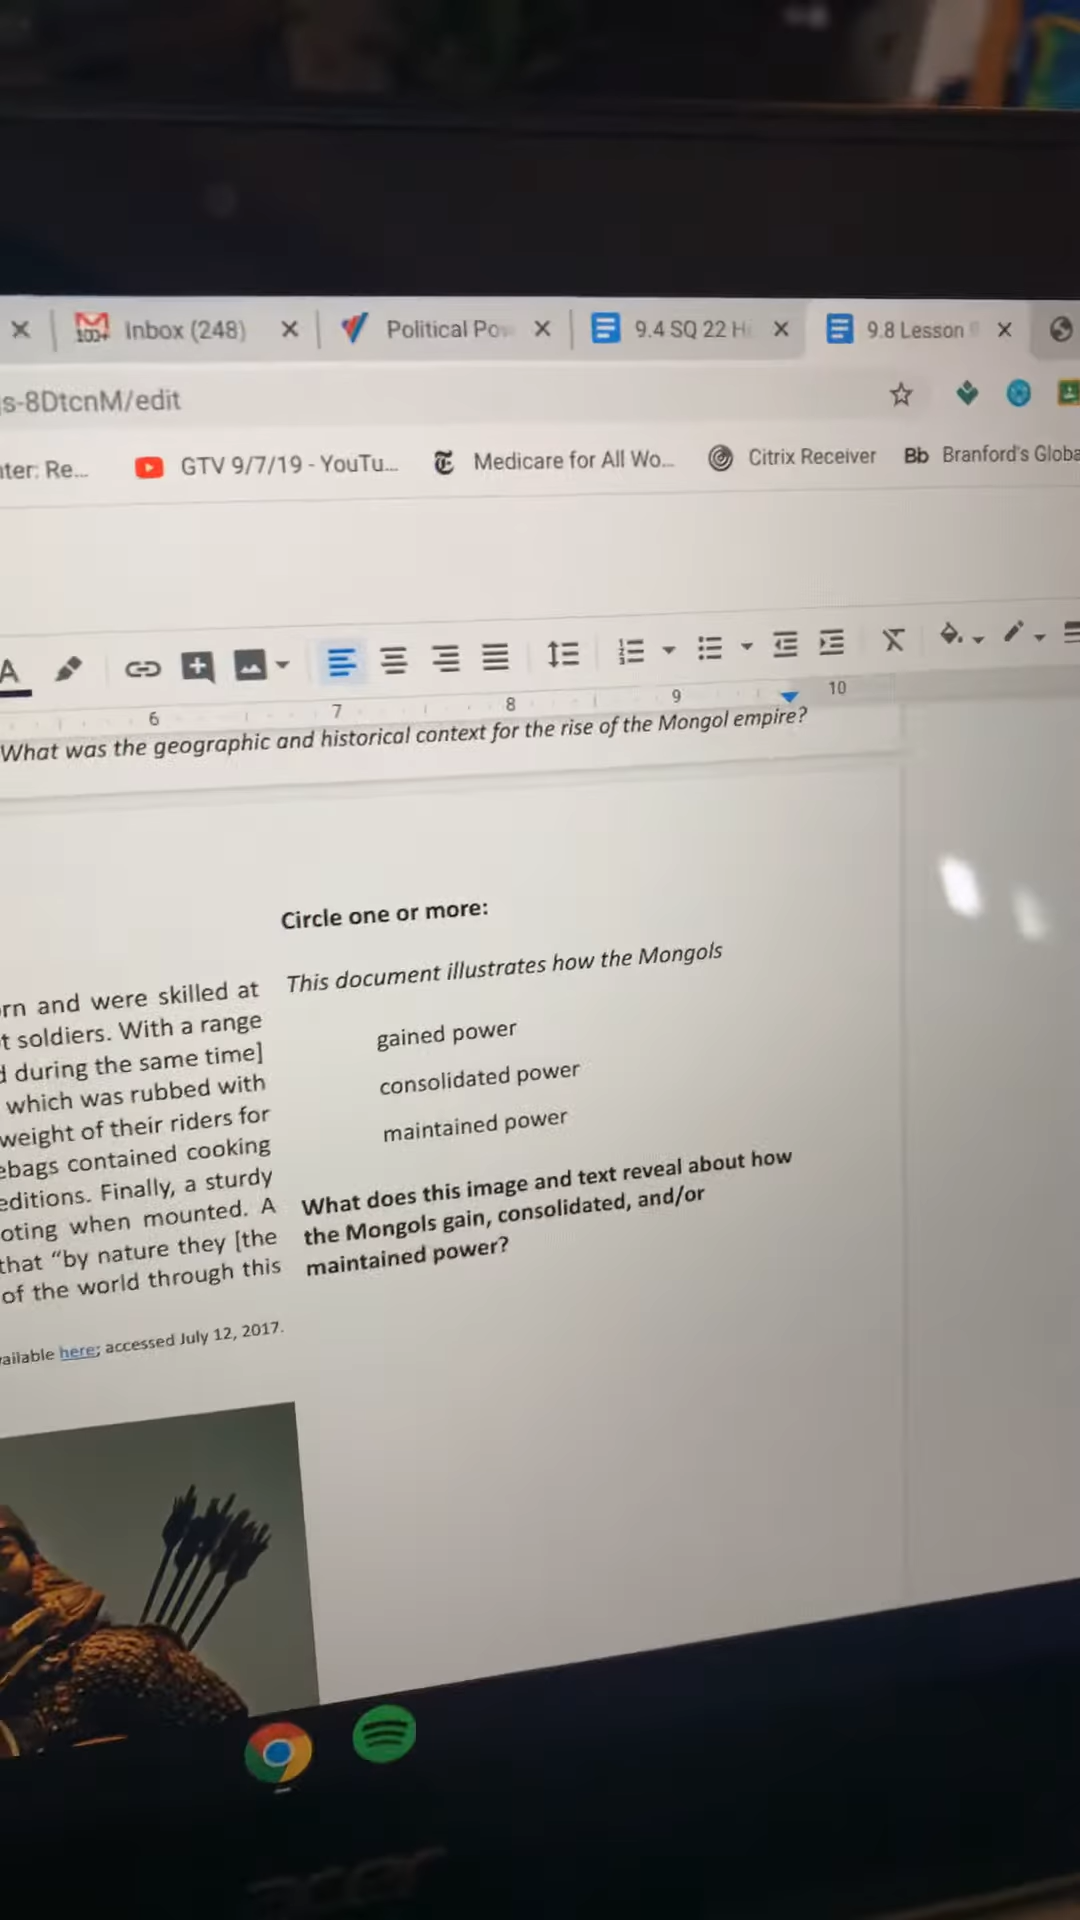 Inbox (248) Political Pow 9.4 SQ 22 Hi 9.8 Lesson
s-8DtcnM/edit
nter: Re... GTV 9/7/19 - YouTu... Medicare for All Wo... Citrix Receiver Bb Branford's Globa
A
6 7 8 9 10
What was the geographic and historical context for the rise of the Mongol empire?
Circle one or more:
This document illustrates how the Mongols
gained power
consolidated power
maintained power
What does this image and text reveal about how
the Mongols gain, consolidated, and/or
maintained power?
rn and were skilled at
t soldiers. With a range
d during the same time]
which was rubbed with
weight of their riders for
ebags contained cooking
editions. Finally, a sturdy
oting when mounted. A
that “by nature they [the
of the world through this
vailable here; accessed July 12, 2017.
acer